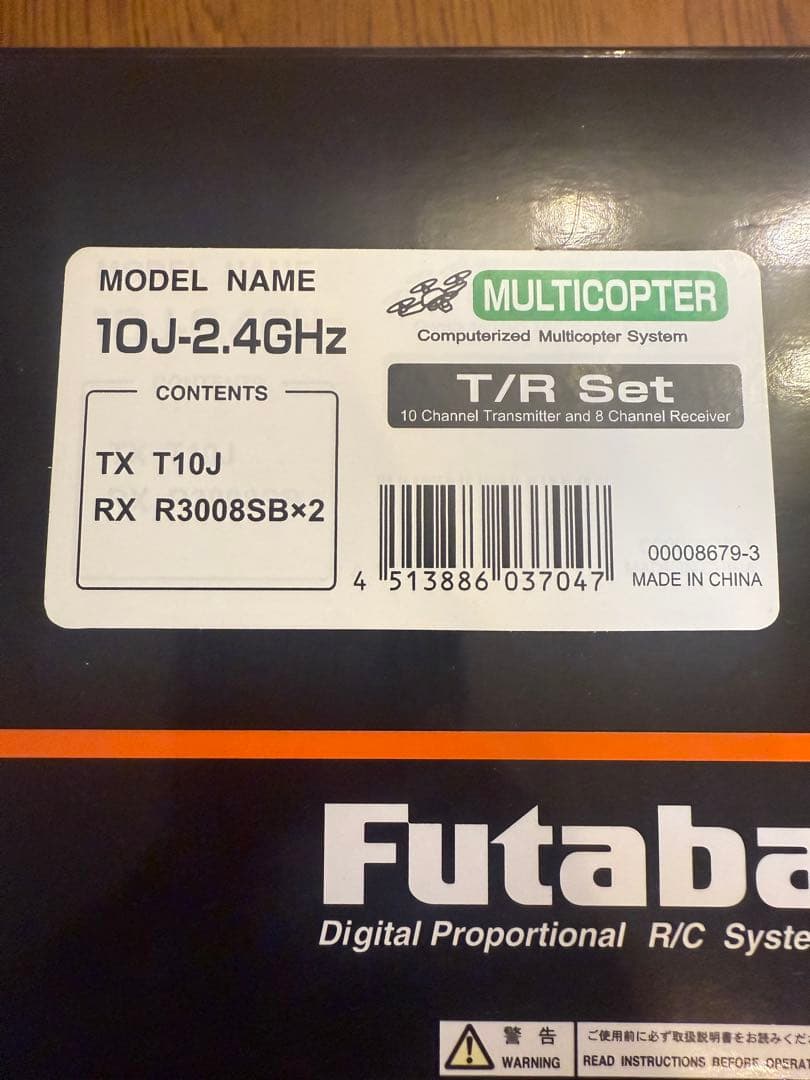 MODEL NAME
10J-2.4GHz
MULTICOPTER
Computerized Multicopter System
T/R Set
10 Channel Transmitter and 8 Channel Receiver
CONTENTS
TX T10J
RX R3008SB×2
4 513886 037047
00008679-3
MADE IN CHINA
Futaba
Digital Proportional R/C Syste
警告
WARNING
ご使用前に必ず取扱説明書をお読みくだ
READ INSTRUCTIONS BEFORE OPERAT